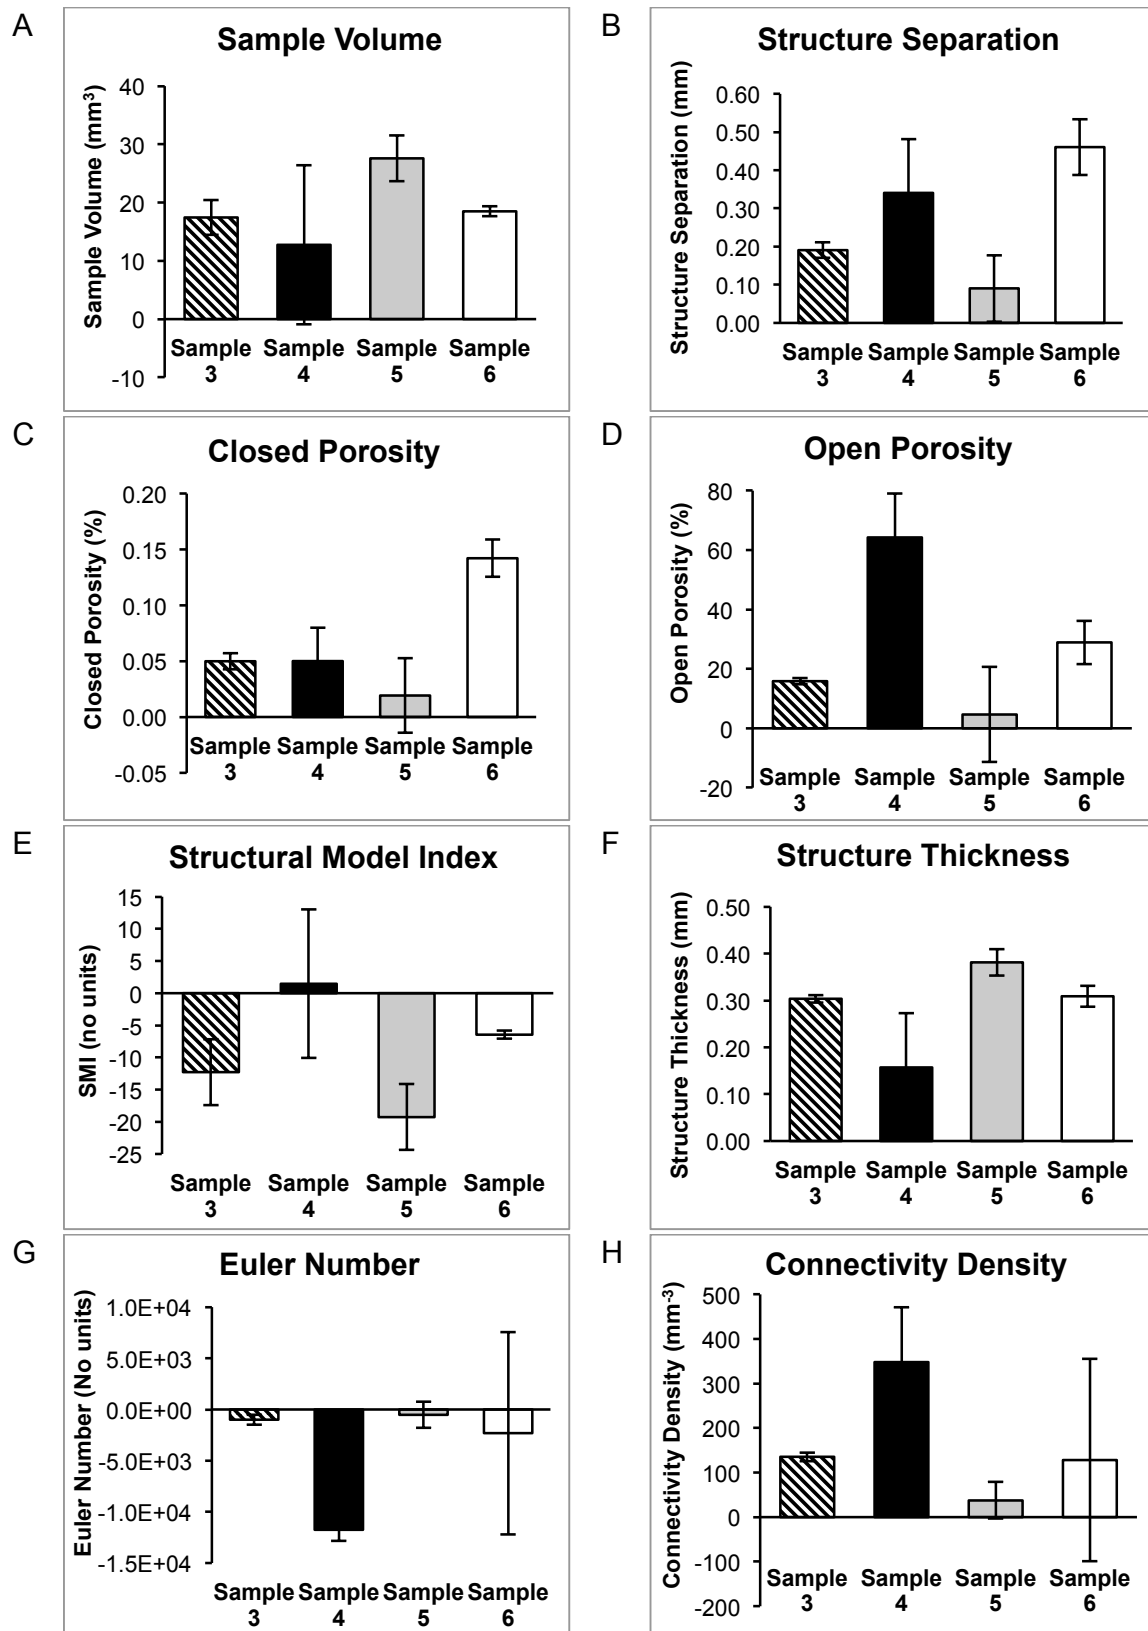 A
Sample Volume
Sample Volume (mm³)
40
30
20
10
0
-10
Sample 3
Sample 4
Sample 5
Sample 6
B
Structure Separation
Structure Separation (mm)
0.60
0.50
0.40
0.30
0.20
0.10
0.00
Sample 3
Sample 4
Sample 5
Sample 6
C
Closed Porosity
Closed Porosity (%)
0.20
0.15
0.10
0.05
0.00
-0.05
Sample 3
Sample 4
Sample 5
Sample 6
D
Open Porosity
Open Porosity (%)
80
60
40
20
0
-20
Sample 3
Sample 4
Sample 5
Sample 6
E
Structural Model Index
SMI (no units)
15
10
5
0
-5
-10
-15
-20
-25
Sample 3
Sample 4
Sample 5
Sample 6
F
Structure Thickness
Structure Thickness (mm)
0.50
0.40
0.30
0.20
0.10
0.00
Sample 3
Sample 4
Sample 5
Sample 6
G
Euler Number
Euler Number (No units)
1.0E+04
5.0E+03
0.0E+00
-5.0E+03
-1.0E+04
-1.5E+04
Sample 3
Sample 4
Sample 5
Sample 6
H
Connectivity Density
Connectivity Density (mm⁻³)
500
400
300
200
100
0
-100
-200
Sample 3
Sample 4
Sample 5
Sample 6